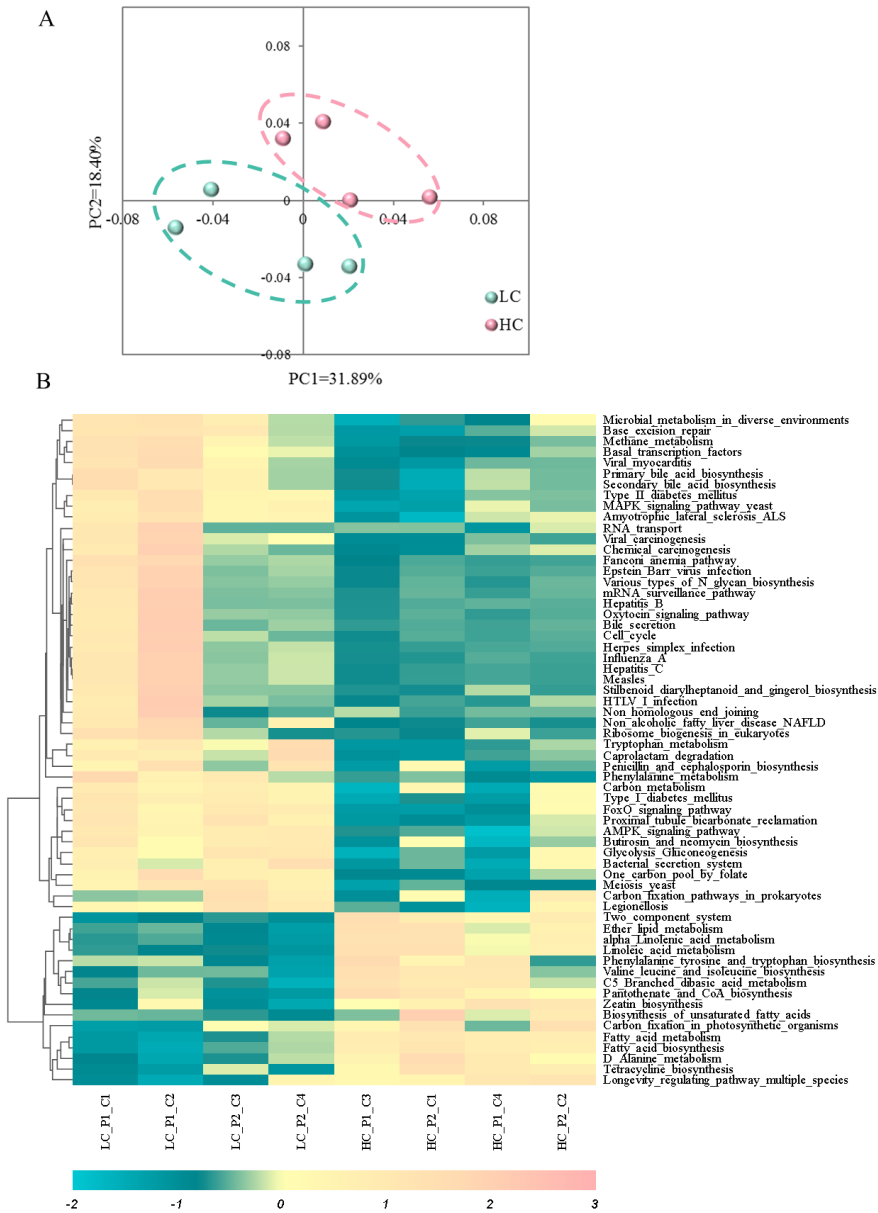 A
0.08
0.04
0
-0.08
-0.04
0
0.04
0.08
-0.04
-0.08
PC2=18.40%
PC1=31.89%
LC
HC
B
Microbial_metabolism_in_diverse_environments
Base_excision_repair
Methane_metabolism
Basal_transcription_factors
Viral_myocarditis
Primary_bile_acid_biosynthesis
Secondary_bile_acid_biosynthesis
Type_II_diabetes_mellitus
MAPK_signaling_pathway_yeast
Amyotrophic_lateral_sclerosis_ALS
RNA_transport
Viral_carcinogenesis
Chemical_carcinogenesis
Fanconi_anemia_pathway
Epstein_Barr_virus_infection
Various_types_of_N_glycan_biosynthesis
mRNA_surveillance_pathway
Hepatitis_B
Oxytocin_signaling_pathway
Bile_secretion
Cell_cycle
Herpes_simplex_infection
Influenza_A
Hepatitis_C
Measles
Stilbenoid_diarylheptanoid_and_gingerol_biosynthesis
HTLV_I_infection
Non_homologous_end_joining
Non_alcoholic_fatty_liver_disease_NAFLD
Ribosome_biogenesis_in_eukaryotes
Tryptophan_metabolism
Caprolactam_degradation
Penicillin_and_cephalosporin_biosynthesis
Phenylalanine_metabolism
Carbon_metabolism
Type_I_diabetes_mellitus
FoxO_signaling_pathway
Proximal_tubule_bicarbonate_reclamation
AMPK_signaling_pathway
Butirosin_and_neomycin_biosynthesis
Glycolysis_Gluconeogenesis
Bacterial_secretion_system
One_carbon_pool_by_folate
Meiosis_yeast
Carbon_fixation_pathways_in_prokaryotes
Legionellosis
Two_component_system
Ether_lipid_metabolism
alpha_Linolenic_acid_metabolism
Linoleic_acid_metabolism
Phenylalanine_tyrosine_and_tryptophan_biosynthesis
Valine_leucine_and_isoleucine_biosynthesis
C5_Branched_dibasic_acid_metabolism
Pantothenate_and_CoA_biosynthesis
Zeatin_biosynthesis
Biosynthesis_of_unsaturated_fatty_acids
Carbon_fixation_in_photosynthetic_organisms
Fatty_acid_metabolism
Fatty_acid_biosynthesis
D_Alanine_metabolism
Tetracycline_biosynthesis
Longevity_regulating_pathway_multiple_species
LC_P1_C1
LC_P1_C2
LC_P2_C3
LC_P2_C4
HC_P1_C3
HC_P2_C1
HC_P1_C4
HC_P2_C2
-2 -1 0 1 2 3